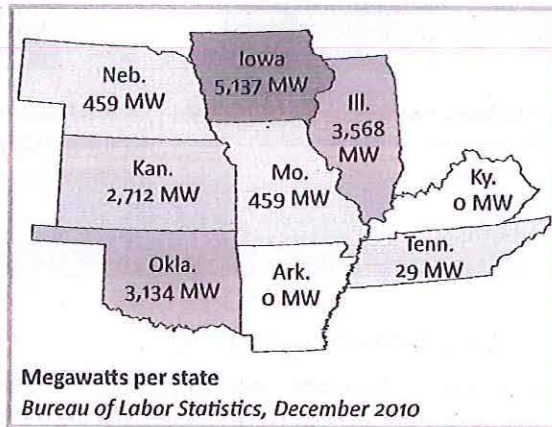 Neb.
459 MW
Iowa
5,137 MW
Ill.
3,568
MW
Kan.
2,712 MW
Mo.
459 MW
Ky.
0 MW
Okla.
3,134 MW
Ark.
0 MW
Tenn.
29 MW
Megawatts per state
Bureau of Labor Statistics, December 2010